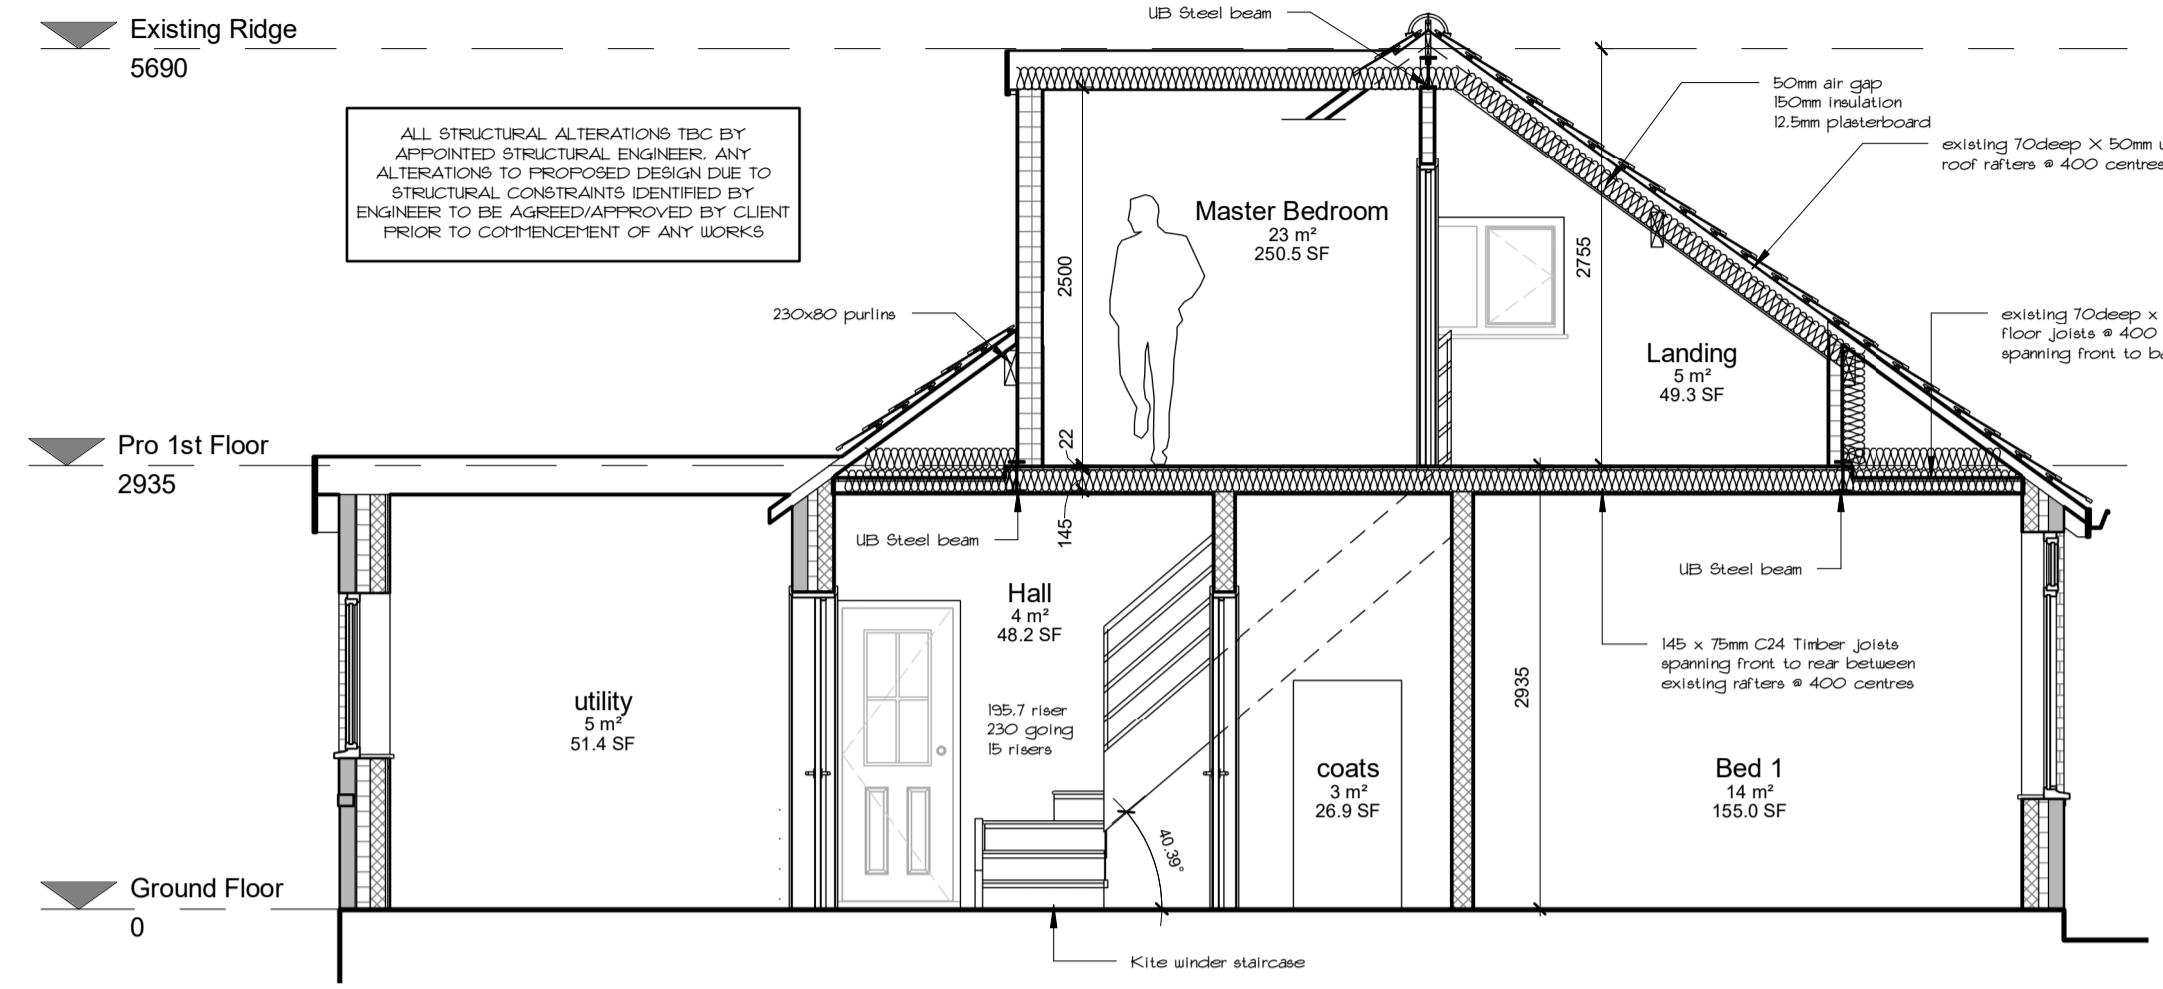 UB Steel beam
Existing Ridge
5690
50mm air gap
150mm insulation
12.5mm plasterboard
ALL STRUCTURAL ALTERATIONS TBC BY
APPOINTED STRUCTURAL ENGINEER. ANY
ALTERATIONS TO PROPOSED DESIGN DUE TO
STRUCTURAL CONSTRAINTS IDENTIFIED BY
ENGINEER TO BE AGREED/APPROVED BY CLIENT
PRIOR TO COMMENCEMENT OF ANY WORKS
existing 70deep X 50mm
roof rafters @ 400 centres
Master Bedroom
23 m²
250.5 SF
2500
2755
230x80 purlins
existing 70deep x
floor joists @ 400
spanning front to
Landing
5 m²
49.3 SF
Pro 1st Floor
2935
22
145
UB Steel beam
UB Steel beam
Hall
4 m²
48.2 SF
145 x 75mm C24 Timber joists
spanning front to rear between
existing rafters @ 400 centres
2935
utility
5 m²
51.4 SF
195.7 riser
230 going
15 risers
coats
3 m²
26.9 SF
Bed 1
14 m²
155.0 SF
40.39°
Ground Floor
0
Kite winder staircase